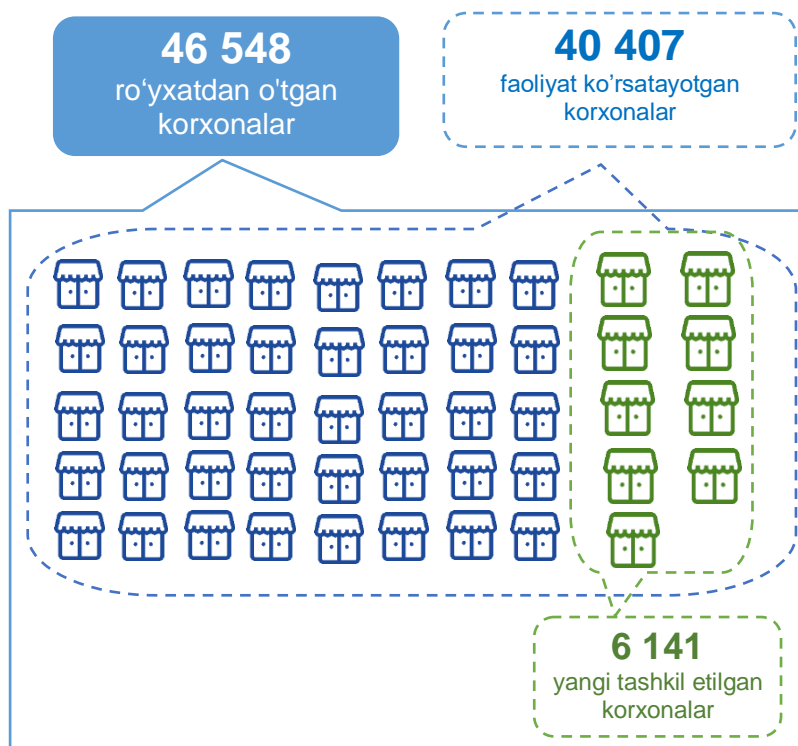 46 548
ro‘yxatdan o'tgan
korxonalar
40 407
faoliyat ko’rsatayotgan
korxonalar
6 141
yangi tashkil etilgan
korxonalar